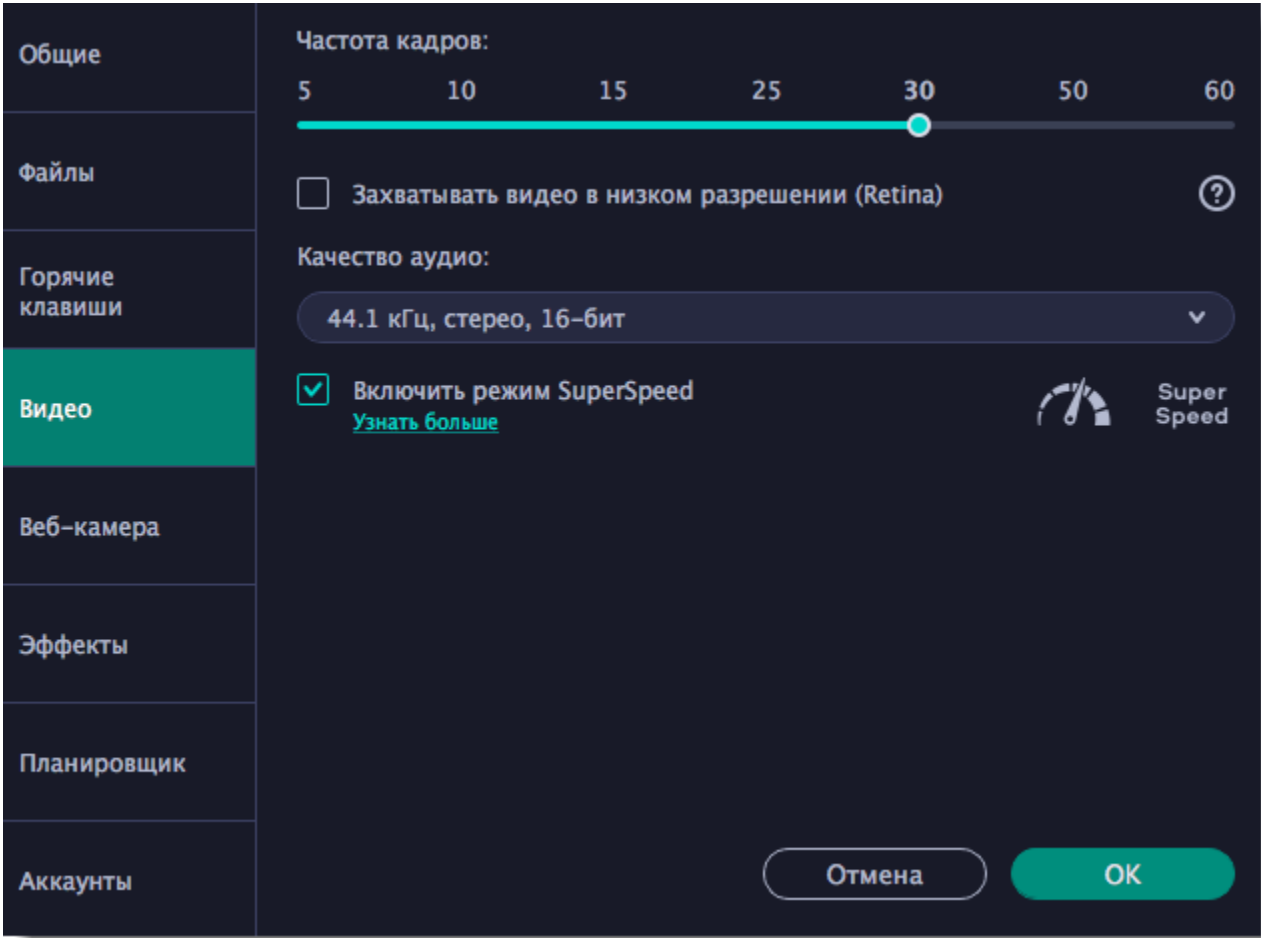 Общие
Файлы
Горячие
клавиши
Видео
Веб-камера
Эффекты
Планировщик
Аккаунты
Частота кадров:
5 10 15 25 30 50 60
Захватывать видео в низком разрешении (Retina) ?
Качество аудио:
44.1 кГц, стерео, 16-бит
Включить режим SuperSpeed
Узнать больше
Super
Speed
Отмена OK